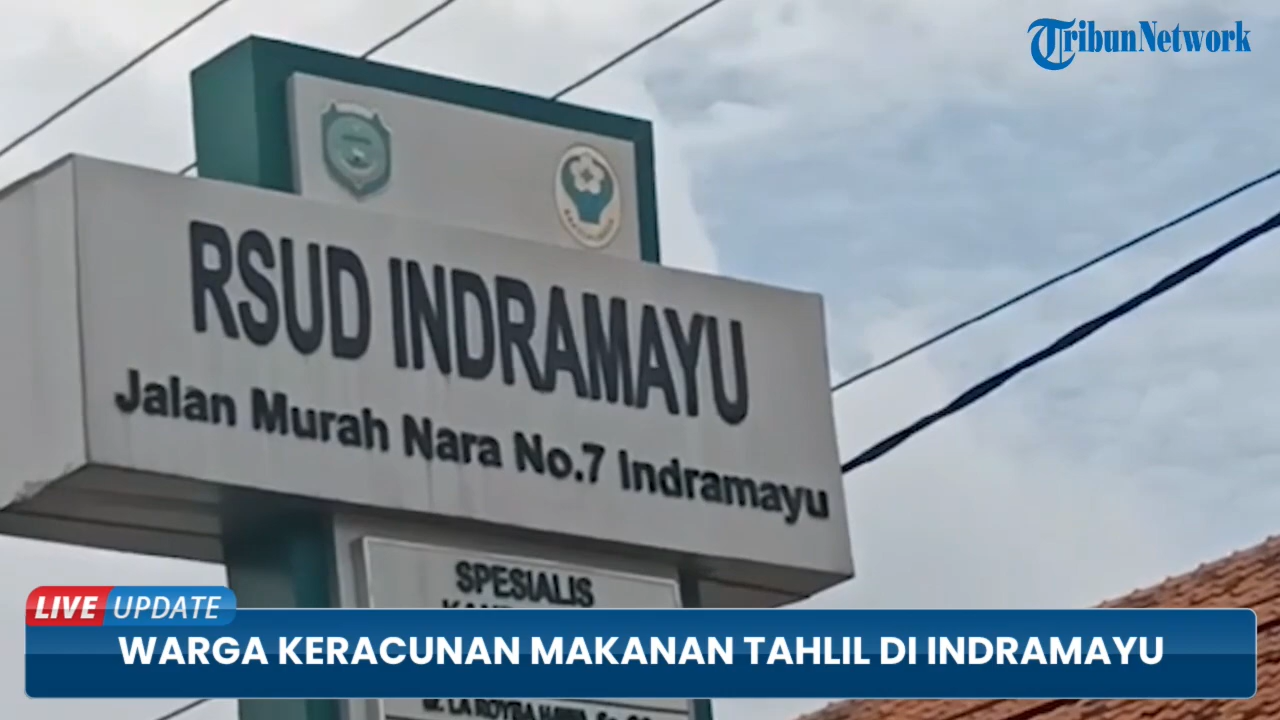 TribunNetwork
RSUD INDRAMAYU
Jalan Murah Nara No.7 Indramayu
SPESIALIS
LIVE UPDATE
WARGA KERACUNAN MAKANAN TAHLIL DI INDRAMAYU